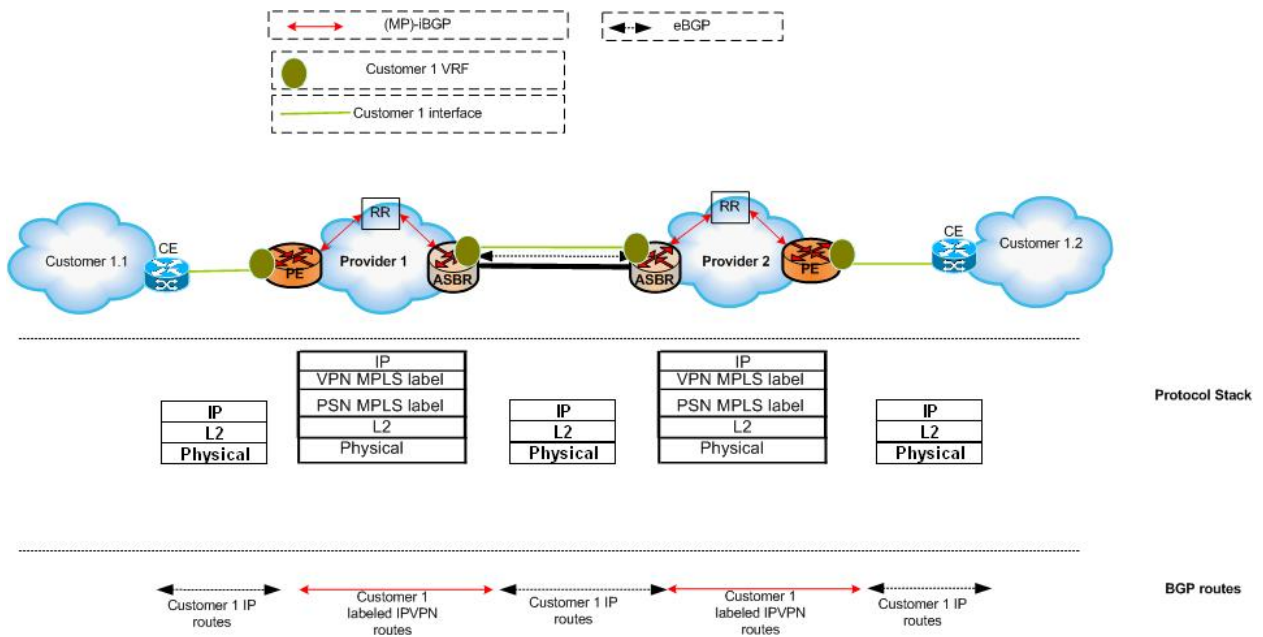 (MP)-iBGP
eBGP
Customer 1 VRF
Customer 1 interface
RR
RR
CE
CE
Customer 1.1
PE
Provider 1
ASBR
ASBR
Provider 2
PE
Customer 1.2
IP
VPN MPLS label
PSN MPLS label
L2
Physical
IP
VPN MPLS label
PSN MPLS label
L2
Physical
IP
L2
Physical
IP
L2
Physical
IP
L2
Physical
Protocol Stack
Customer 1 IP
routes
Customer 1
labeled IPVPN
routes
Customer 1 IP
routes
Customer 1
labeled IPVPN
routes
Customer 1 IP
routes
BGP routes